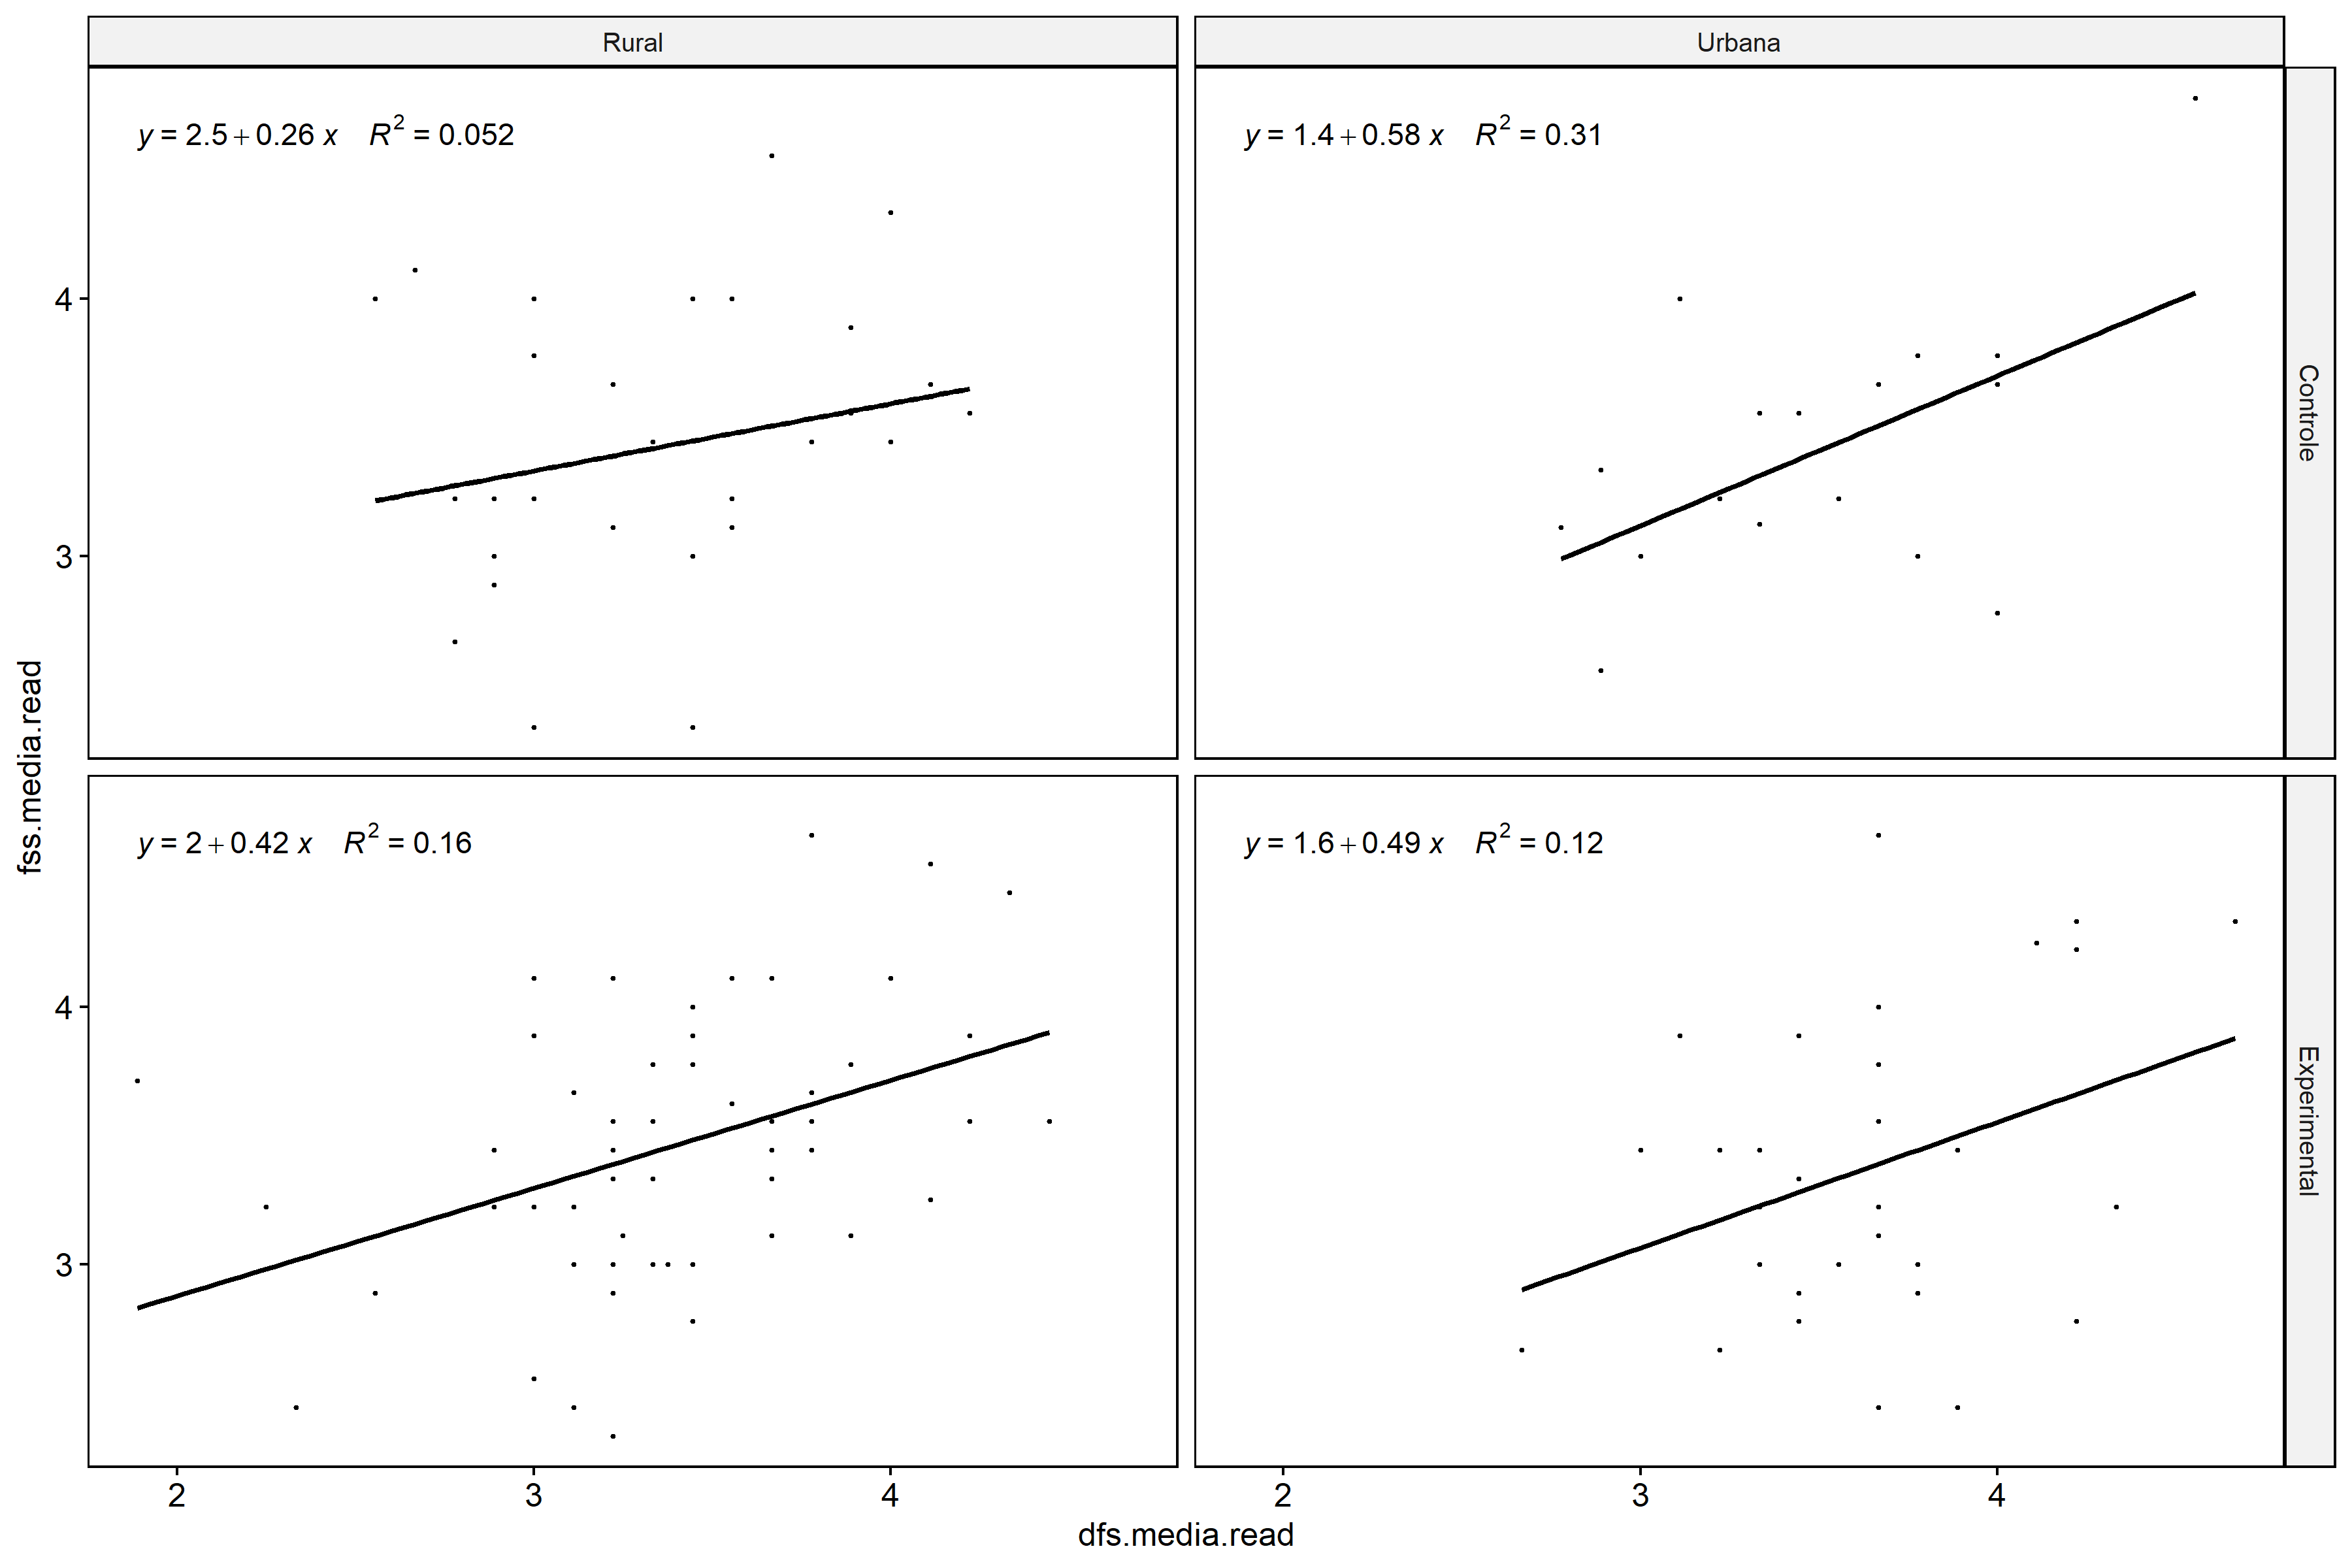 Rural
Urbana
y = 2.5 + 0.26 x R² = 0.052
y = 1.4 + 0.58 x R² = 0.31
4
3
Controle
fss.media.read
y = 2 + 0.42 x R² = 0.16
y = 1.6 + 0.49 x R² = 0.12
4
3
Experimental
2 3 4
2 3 4
dfs.media.read